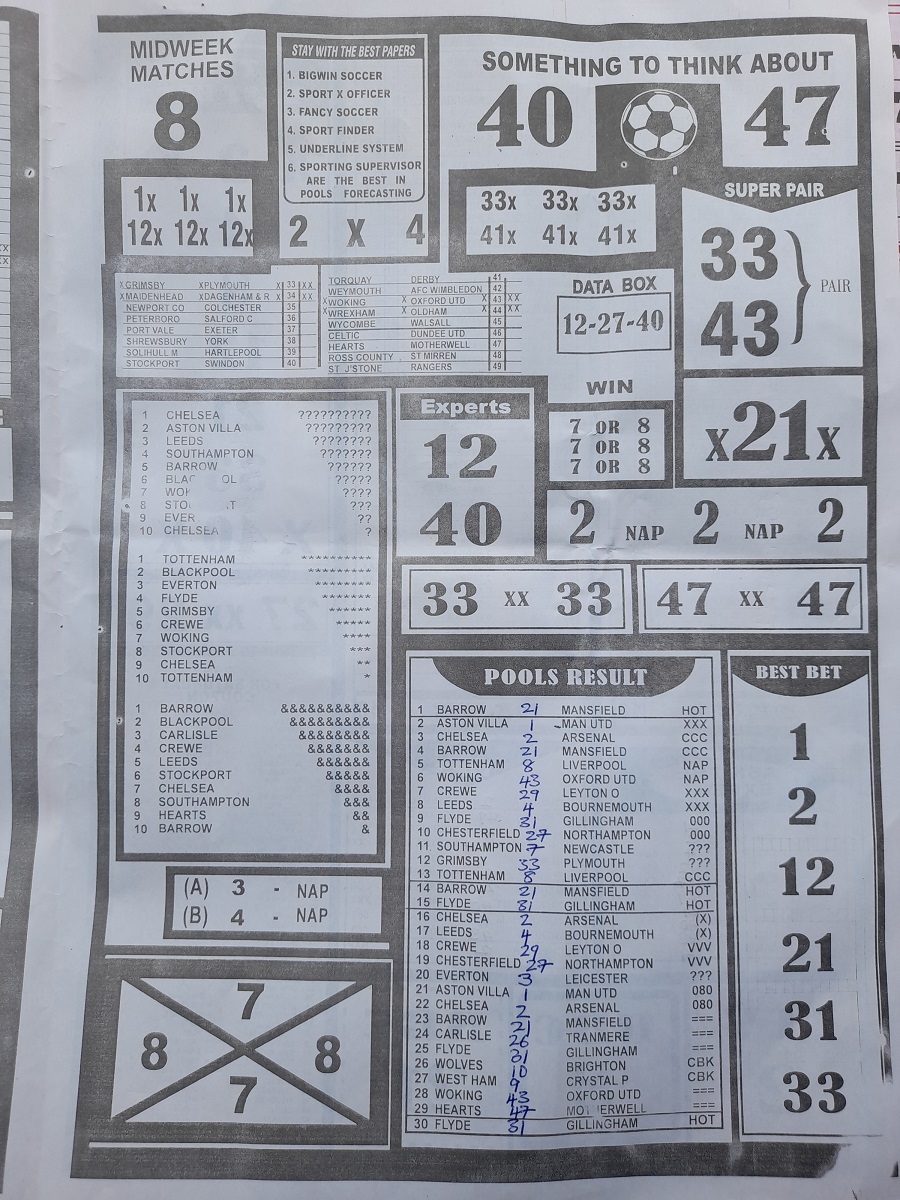 MIDWEEK
MATCHES
8
STAY WITH THE BEST PAPERS
1. BIGWIN SOCCER
2. SPORT X OFFICER
3. FANCY SOCCER
4. SPORT FINDER
5. UNDERLINE SYSTEM
6. SPORTING SUPERVISOR
ARE THE BEST IN
POOLS FORECASTING
SOMETHING TO THINK ABOUT
40 47
1x 1x 1x
12x 12x 12x
2 X 4
33x 33x 33x
41x 41x 41x
SUPER PAIR
33
43
PAIR
X GRIMSBY X PLYMOUTH X 33 XX
X MAIDENHEAD X DAGENHAM & R X 34 XX
NEWPORT CO COLCHESTER 35
PETERBORO SALFORD C 36
PORT VALE EXETER 37
SHREWSBURY YORK 38
SOLIHULL M HARTLEPOOL 39
STOCKPORT SWINDON 40
TORQUAY DERBY 41
WEYMOUTH AFC WIMBLEDON 42
X WOKING X OXFORD UTD X 43 XX
X WREXHAM X OLDHAM X 44 XX
WYCOMBE WALSALL 45
CELTIC DUNDEE UTD 46
HEARTS MOTHERWELL 47
ROSS COUNTY ST MIRREN 48
ST J'STONE RANGERS 49
DATA BOX
12-27-40
WIN
7 OR 8
7 OR 8
7 OR 8
x21x
1 CHELSEA ??????????
2 ASTON VILLA ?????????
3 LEEDS ????????
4 SOUTHAMPTON ???????
5 BARROW ??????
6 ?????
7 ????
8 ???
9 ??
10 CHELSEA ?
1 TOTTENHAM **********
2 BLACKPOOL *********
3 EVERTON ********
4 FLYDE *******
5 GRIMSBY ******
6 CREWE *****
7 WOKING ****
8 STOCKPORT ***
9 CHELSEA **
10 TOTTENHAM *
1 BARROW &&&&&&&&&&
2 BLACKPOOL &&&&&&&&&
3 CARLISLE &&&&&&&&
4 CREWE &&&&&&&
5 LEEDS &&&&&&
6 STOCKPORT &&&&&
7 CHELSEA &&&&
8 SOUTHAMPTON &&&
9 HEARTS &&
10 BARROW &
Experts
12
40
2 NAP 2 NAP 2
33 XX 33
47 XX 47
(A) 3 - NAP
(B) 4 - NAP
7
8 8
7
POOLS RESULT
1 BARROW 21 MANSFIELD HOT
2 ASTON VILLA 1 MAN UTD XXX
3 CHELSEA 2 ARSENAL CCC
4 BARROW 21 MANSFIELD CCC
5 TOTTENHAM 8 LIVERPOOL NAP
6 WOKING 43 OXFORD UTD NAP
7 CREWE 29 LEYTON O XXX
8 LEEDS 4 BOURNEMOUTH XXX
9 FLYDE 31 GILLINGHAM 000
10 CHESTERFIELD 27 NORTHAMPTON 000
11 SOUTHAMPTON 7 NEWCASTLE ???
12 GRIMSBY 33 PLYMOUTH ???
13 TOTTENHAM 8 LIVERPOOL CCC
14 BARROW 21 MANSFIELD HOT
15 FLYDE 31 GILLINGHAM HOT
16 CHELSEA 2 ARSENAL (X)
17 LEEDS 4 BOURNEMOUTH (X)
18 CREWE 29 LEYTON O VVV
19 CHESTERFIELD 27 NORTHAMPTON VVV
20 EVERTON 3 LEICESTER ???
21 ASTON VILLA 1 MAN UTD 080
22 CHELSEA 2 ARSENAL 080
23 BARROW 21 MANSFIELD ===
24 CARLISLE 26 TRANMERE ===
25 FLYDE 31 GILLINGHAM ===
26 WOLVES 10 BRIGHTON CBK
27 WEST HAM 9 CRYSTAL P CBK
28 WOKING 43 OXFORD UTD ===
29 HEARTS 47 ===
30 FLYDE 31 GILLINGHAM HOT
BEST BET
1
2
12
21
31
33